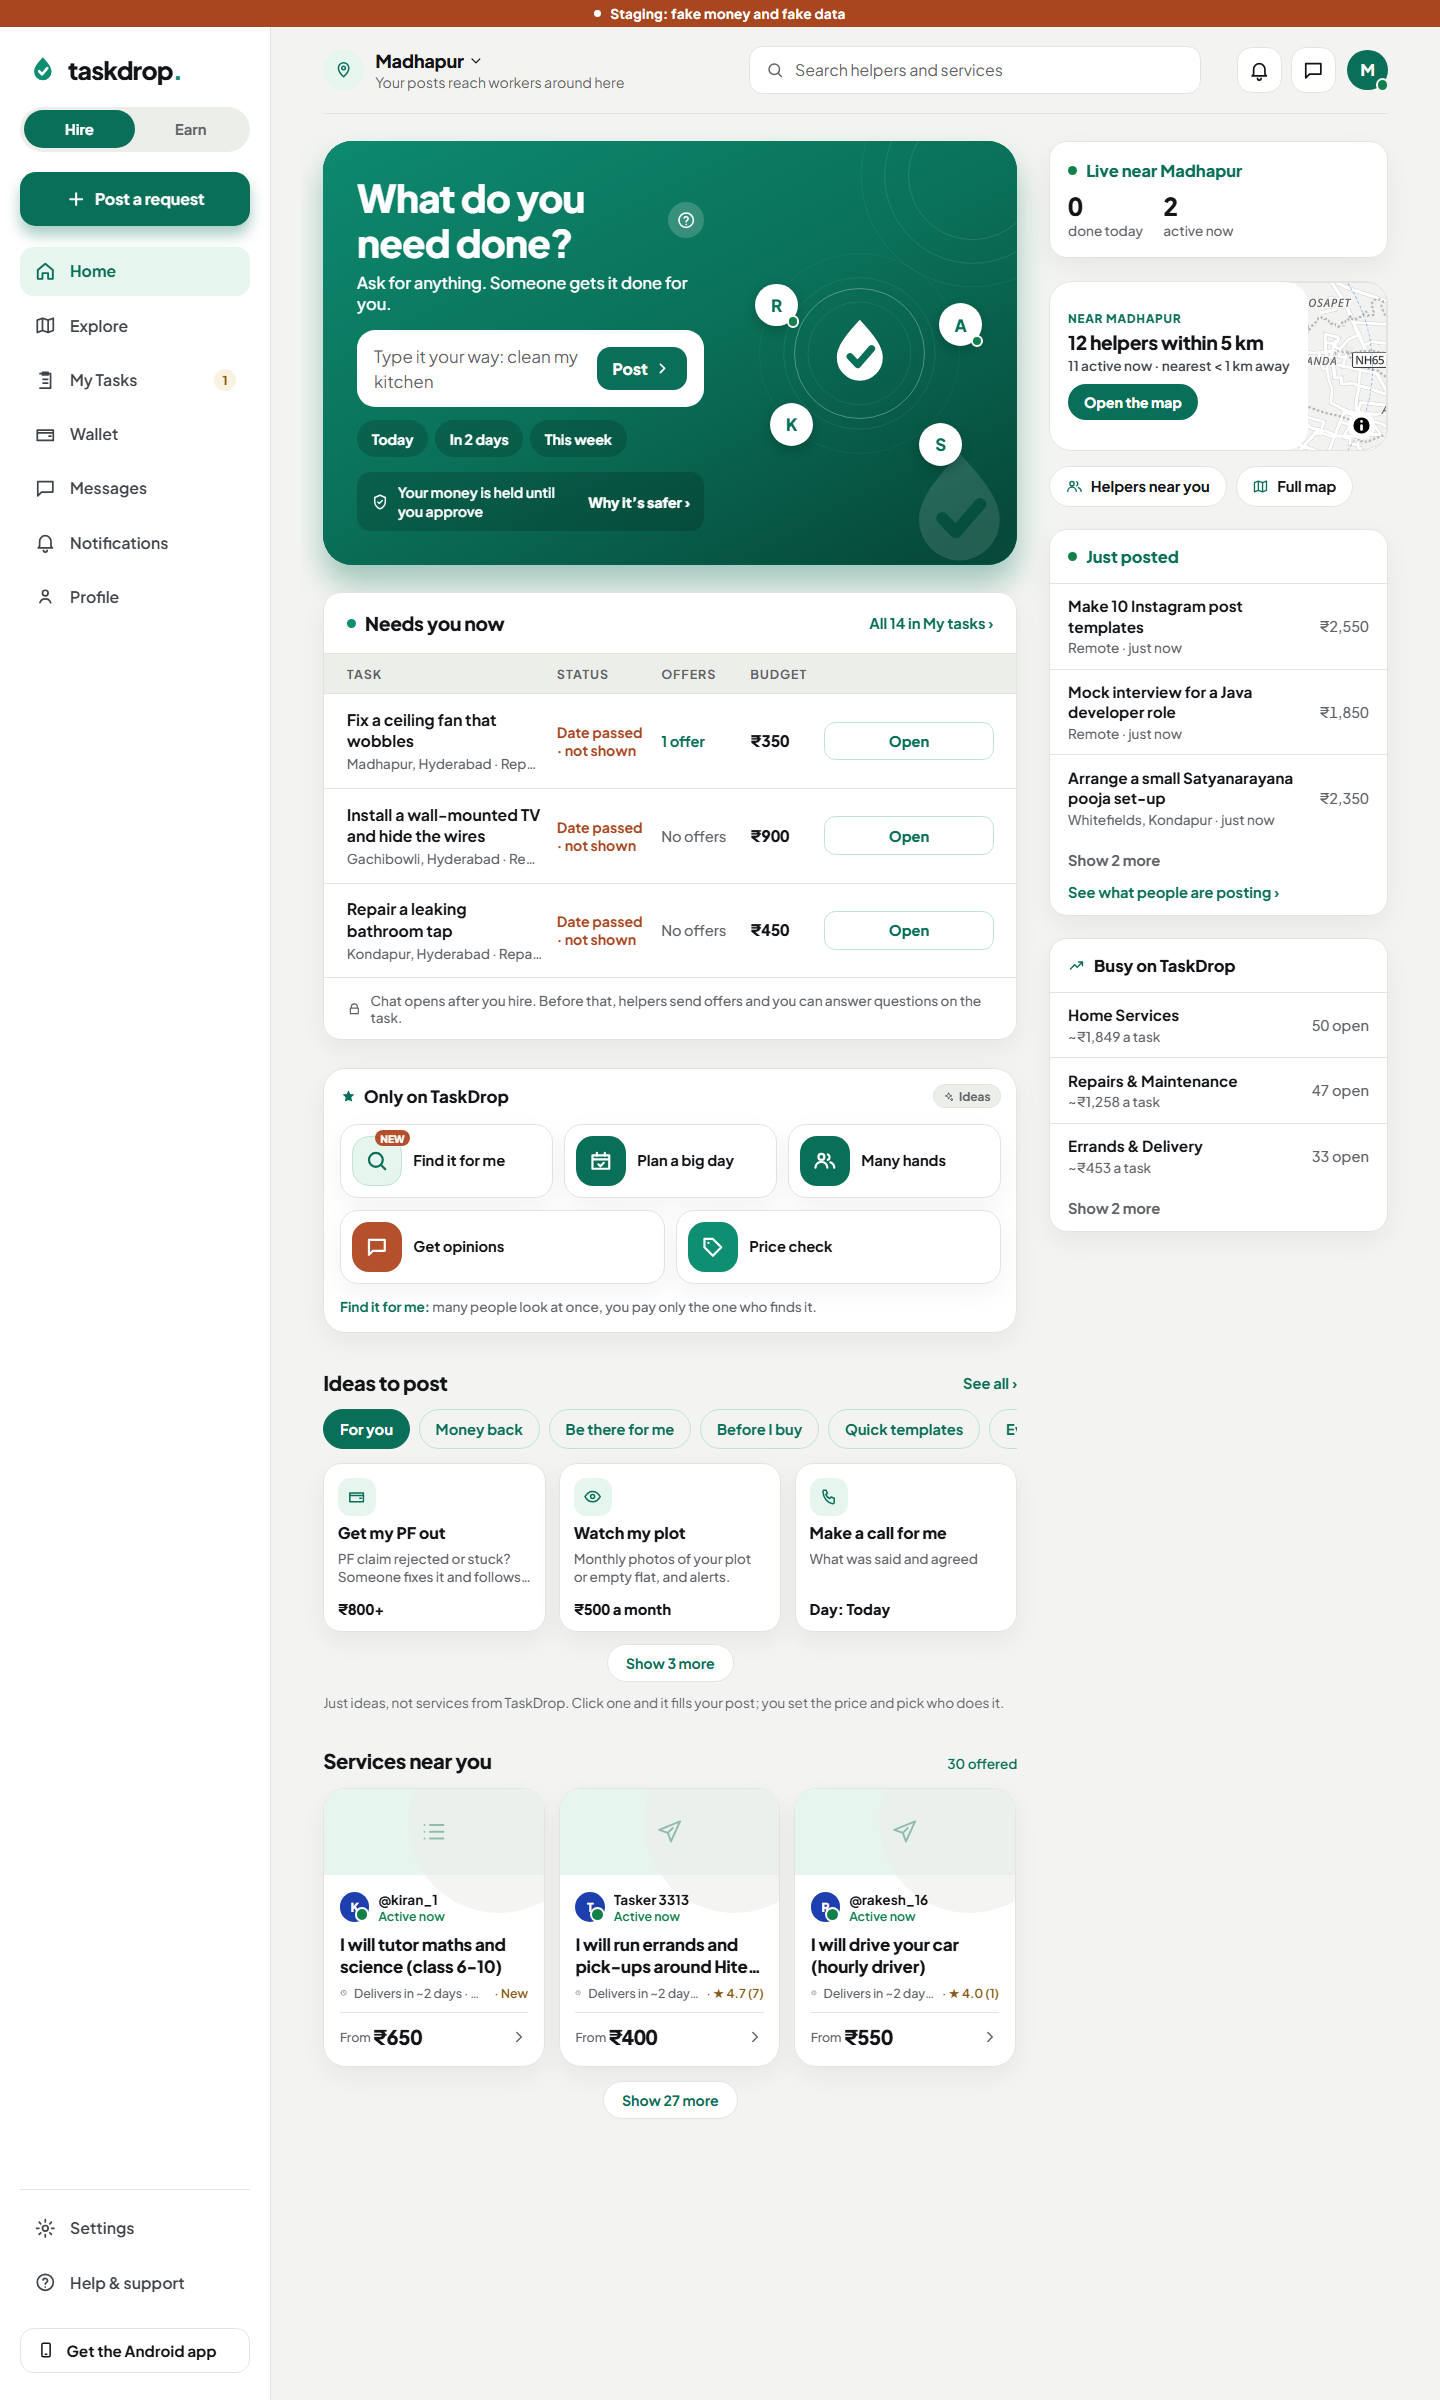 Staging: fake money and fake data
taskdrop.
Hire
Earn
Post a request
Home
Explore
My Tasks
1
Wallet
Messages
Notifications
Profile
Settings
Help & support
Get the Android app
Madhapur
Your posts reach workers around here
Search helpers and services
M
What do you
need done?
Ask for anything. Someone gets it done for
you.
Type it your way: clean my
kitchen
Post
Today
In 2 days
This week
Your money is held until
you approve
Why it's safer ›
R
A
K
S
Needs you now
All 14 in My tasks ›
TASK
STATUS
OFFERS
BUDGET
Fix a ceiling fan that
wobbles
Madhapur, Hyderabad · Rep…
Date passed
· not shown
1 offer
₹350
Open
Install a wall-mounted TV
and hide the wires
Gachibowli, Hyderabad · Re…
Date passed
· not shown
No offers
₹900
Open
Repair a leaking
bathroom tap
Kondapur, Hyderabad · Repa…
Date passed
· not shown
No offers
₹450
Open
Chat opens after you hire. Before that, helpers send offers and you can answer questions on the
task.
Only on TaskDrop
Ideas
NEW
Find it for me
Plan a big day
Many hands
Get opinions
Price check
Find it for me: many people look at once, you pay only the one who finds it.
Ideas to post
See all ›
For you
Money back
Be there for me
Before I buy
Quick templates
Get my PF out
PF claim rejected or stuck?
Someone fixes it and follows…
₹800+
Watch my plot
Monthly photos of your plot
or empty flat, and alerts.
₹500 a month
Make a call for me
What was said and agreed
Day: Today
Show 3 more
Just ideas, not services from TaskDrop. Click one and it fills your post; you set the price and pick who does it.
Services near you
30 offered
K
@kiran_1
Active now
I will tutor maths and
science (class 6-10)
Delivers in ~2 days · …
· New
From ₹650
T
Tasker 3313
Active now
I will run errands and
pick-ups around Hite…
Delivers in ~2 day…
· ★ 4.7 (7)
From ₹400
R
@rakesh_16
Active now
I will drive your car
(hourly driver)
Delivers in ~2 day…
· ★ 4.0 (1)
From ₹550
Show 27 more
Live near Madhapur
0
done today
2
active now
NEAR MADHAPUR
12 helpers within 5 km
11 active now · nearest < 1 km away
Open the map
OSAPET
ANDA
NH65
Helpers near you
Full map
Just posted
Make 10 Instagram post
templates
Remote · just now
₹2,550
Mock interview for a Java
developer role
Remote · just now
₹1,850
Arrange a small Satyanarayana
pooja set-up
Whitefields, Kondapur · just now
₹2,350
Show 2 more
See what people are posting ›
Busy on TaskDrop
Home Services
~₹1,849 a task
50 open
Repairs & Maintenance
~₹1,258 a task
47 open
Errands & Delivery
~₹453 a task
33 open
Show 2 more